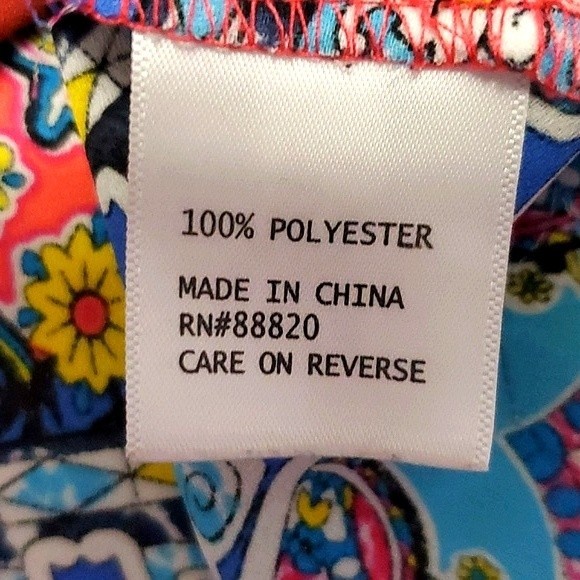 100% POLYESTER
MADE IN CHINA
RN#88820
CARE ON REVERSE